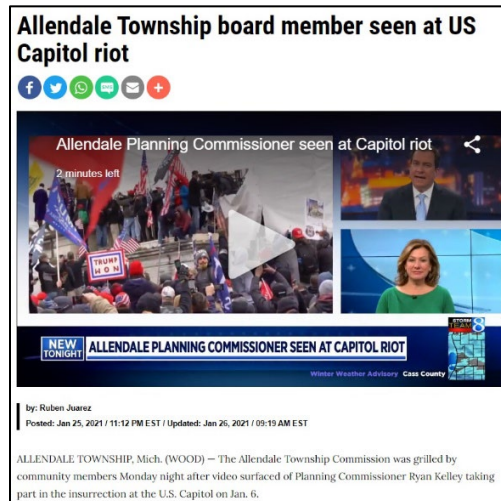 Allendale Township board member seen at US
Capitol riot
Allendale Planning Commissioner seen at Capitol riot
2 minutes left
TRUMP
WON
STORM
TEAM 8
NEW
TONIGHT
ALLENDALE PLANNING COMMISSIONER SEEN AT CAPITOL RIOT
Winter Weather Advisory Cass County
by: Ruben Juarez
Posted: Jan 25, 2021 / 11:12 PM EST / Updated: Jan 26, 2021 / 09:19 AM EST
ALLENDALE TOWNSHIP, Mich. (WOOD) — The Allendale Township Commission was grilled by
community members Monday night after video surfaced of Planning Commissioner Ryan Kelley taking
part in the insurrection at the U.S. Capitol on Jan. 6.